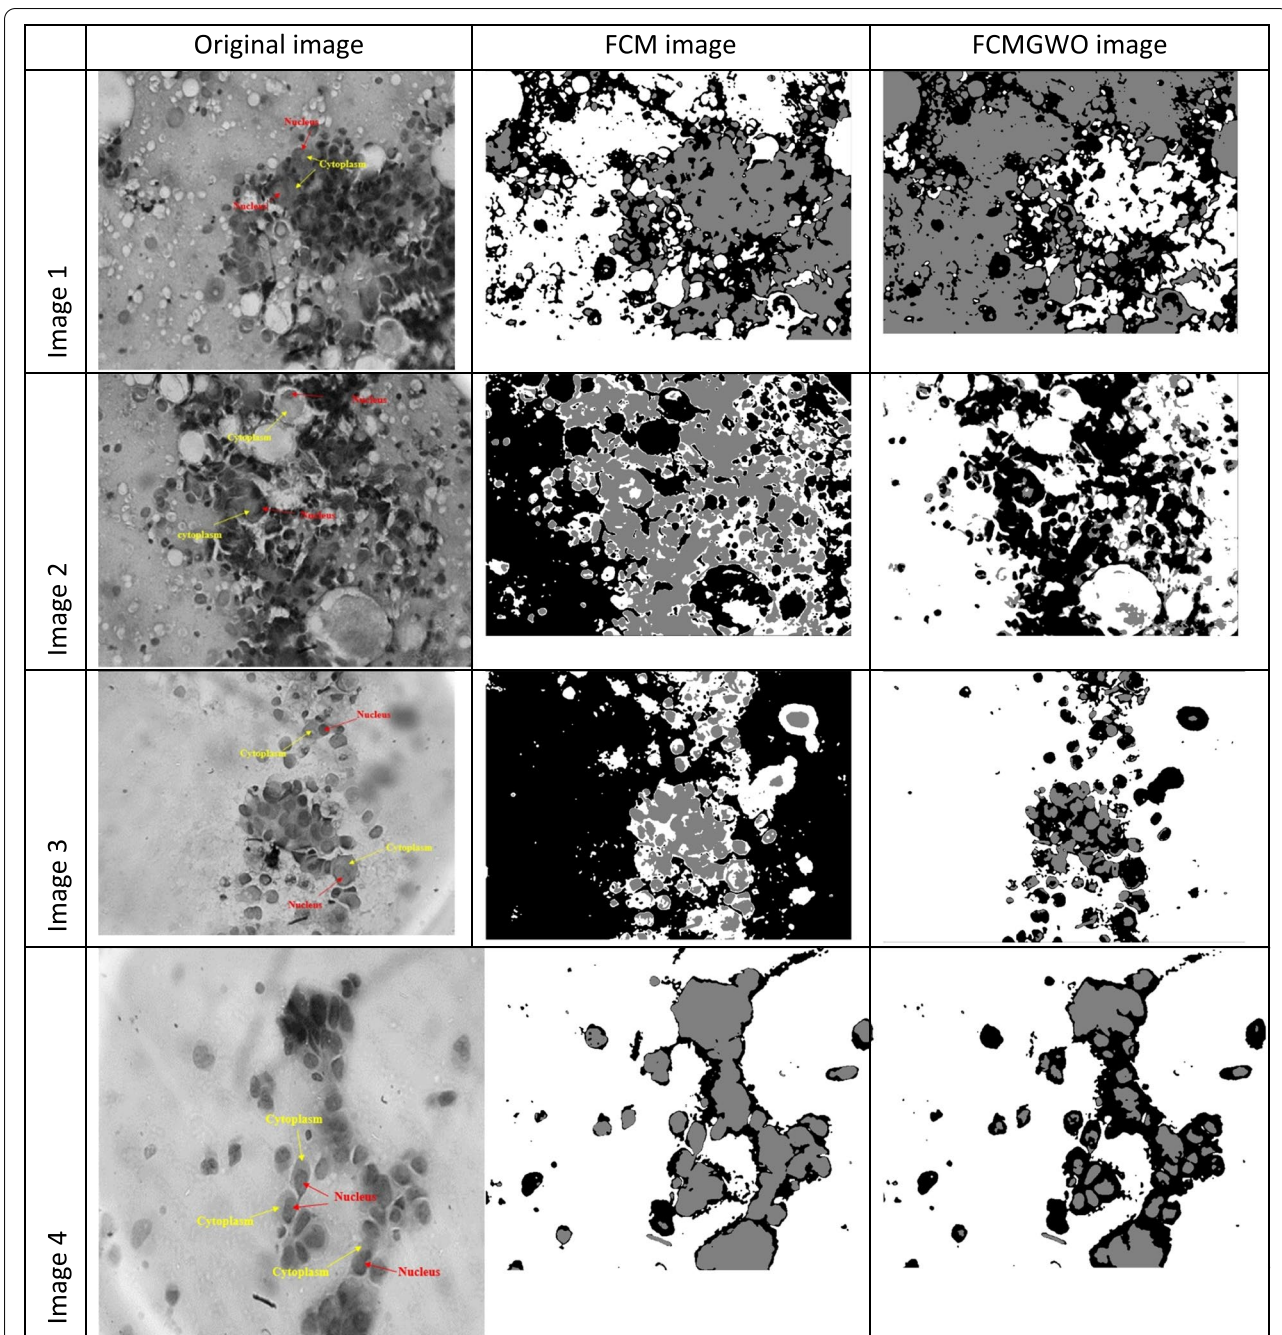 Original image
FCM image
FCMGWO image
Image 1
Nucleus
Cytoplasm
Nucleus
Image 2
Nucleus
Cytoplasm
Nucleus
cytoplasm
Image 3
Nucleus
Cytoplasm
Cytoplasm
Nucleus
Image 4
Cytoplasm
Nucleus
Cytoplasm
Cytoplasm
Nucleus